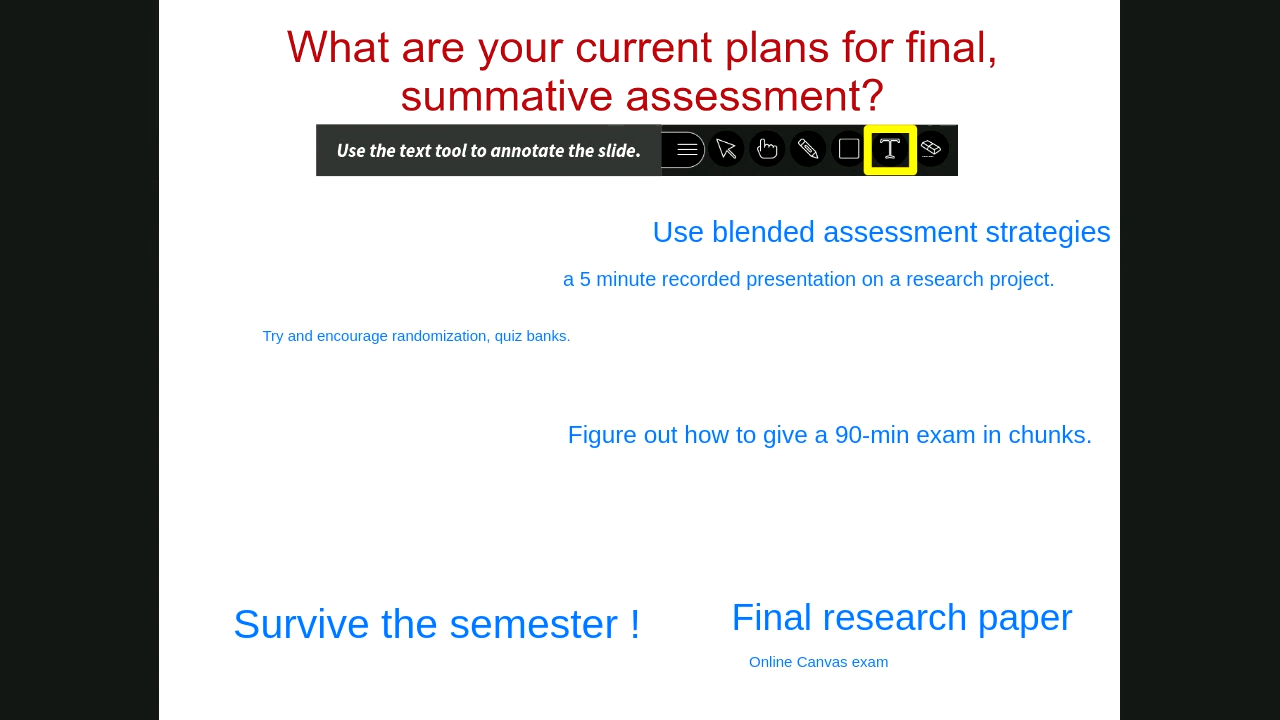 What are your current plans for final,
summative assessment?
Use the text tool to annotate the slide.
T
Use blended assessment strategies
a 5 minute recorded presentation on a research project.
Try and encourage randomization, quiz banks.
Figure out how to give a 90-min exam in chunks.
Survive the semester !
Final research paper
Online Canvas exam